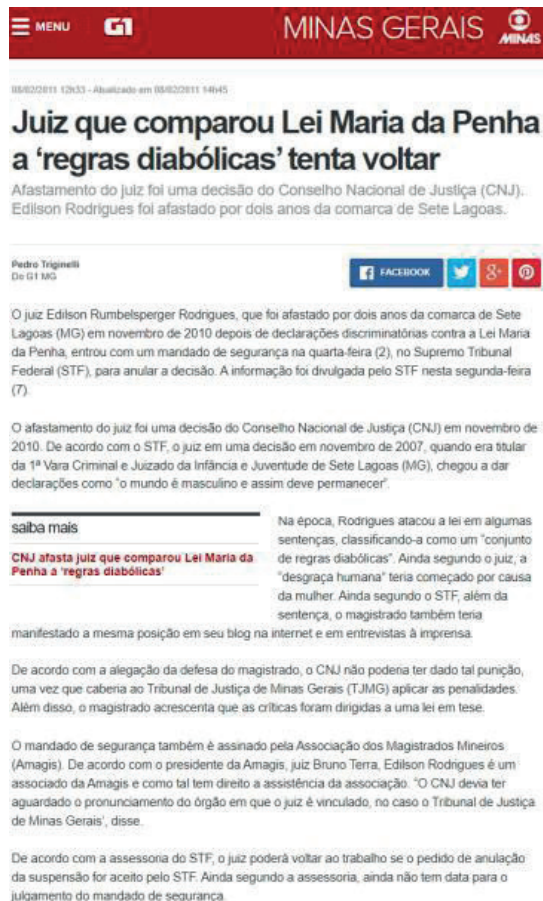 MENU G1 MINAS GERAIS MINAS
08/02/2011 12h33 - Atualizado em 08/02/2011 14h45
Juiz que comparou Lei Maria da Penha
a ‘regras diabólicas’ tenta voltar
Afastamento do juiz foi uma decisão do Conselho Nacional de Justiça (CNJ).
Edilson Rodrigues foi afastado por dois anos da comarca de Sete Lagoas.
Pedro Triginelli
Do G1 MG
FACEBOOK
O juiz Edilson Rumbelsperger Rodrigues, que foi afastado por dois anos da comarca de Sete
Lagoas (MG) em novembro de 2010 depois de declarações discriminatórias contra a Lei Maria
da Penha, entrou com um mandado de segurança na quarta-feira (2), no Supremo Tribunal
Federal (STF), para anular a decisão. A informação foi divulgada pelo STF nesta segunda-feira
(7).
O afastamento do juiz foi uma decisão do Conselho Nacional de Justiça (CNJ) em novembro de
2010. De acordo com o STF, o juiz em uma decisão em novembro de 2007, quando era titular
da 1ª Vara Criminal e Juizado da Infância e Juventude de Sete Lagoas (MG), chegou a dar
declarações como “o mundo é masculino e assim deve permanecer”.
saiba mais
CNJ afasta juiz que comparou Lei Maria da
Penha a ‘regras diabólicas’
Na época, Rodrigues atacou a lei em algumas
sentenças, classificando-a como um “conjunto
de regras diabólicas”. Ainda segundo o juiz, a
“desgraça humana” teria começado por causa
da mulher. Ainda segundo o STF, além da
sentença, o magistrado também teria
manifestado a mesma posição em seu blog na internet e em entrevistas à imprensa.
De acordo com a alegação da defesa do magistrado, o CNJ não poderia ter dado tal punição,
uma vez que caberia ao Tribunal de Justiça de Minas Gerais (TJMG) aplicar as penalidades.
Além disso, o magistrado acrescenta que as críticas foram dirigidas a uma lei em tese.
O mandado de segurança também é assinado pela Associação dos Magistrados Mineiros
(Amagis). De acordo com o presidente da Amagis, juiz Bruno Terra, Edilson Rodrigues é um
associado da Amagis e como tal tem direito a assistência da associação. “O CNJ devia ter
aguardado o pronunciamento do órgão em que o juiz é vinculado, no caso o Tribunal de Justiça
de Minas Gerais’, disse.
De acordo com a assessoria do STF, o juiz poderá voltar ao trabalho se o pedido de anulação
da suspensão for aceito pelo STF. Ainda segundo a assessoria, ainda não tem data para o
julgamento do mandado de segurança.